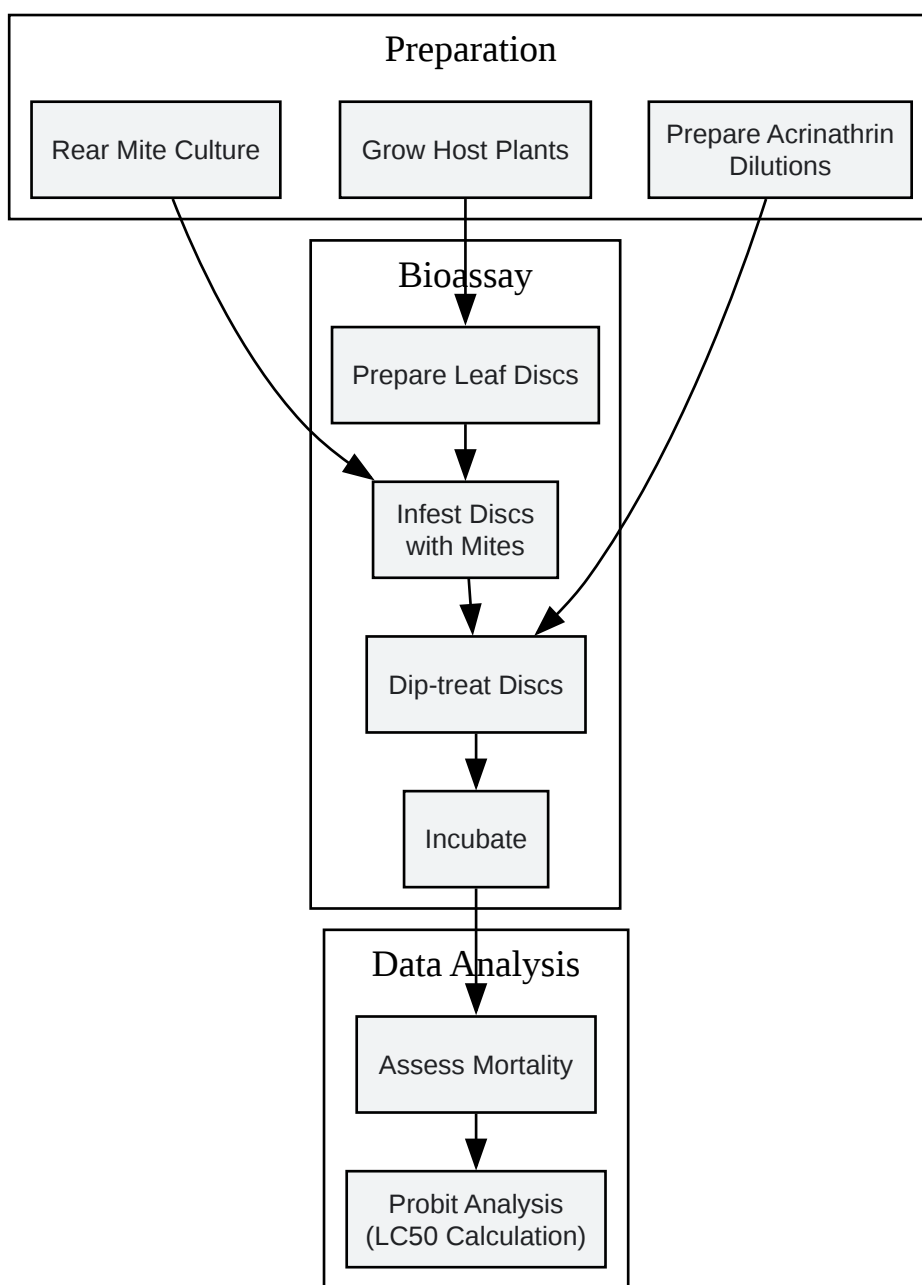 Preparation
Rear Mite Culture
Grow Host Plants
Prepare Acrinathrin
Dilutions
Bioassay
Prepare Leaf Discs
Infest Discs
with Mites
Dip-treat Discs
Incubate
Data Analysis
Assess Mortality
Probit Analysis
(LC50 Calculation)